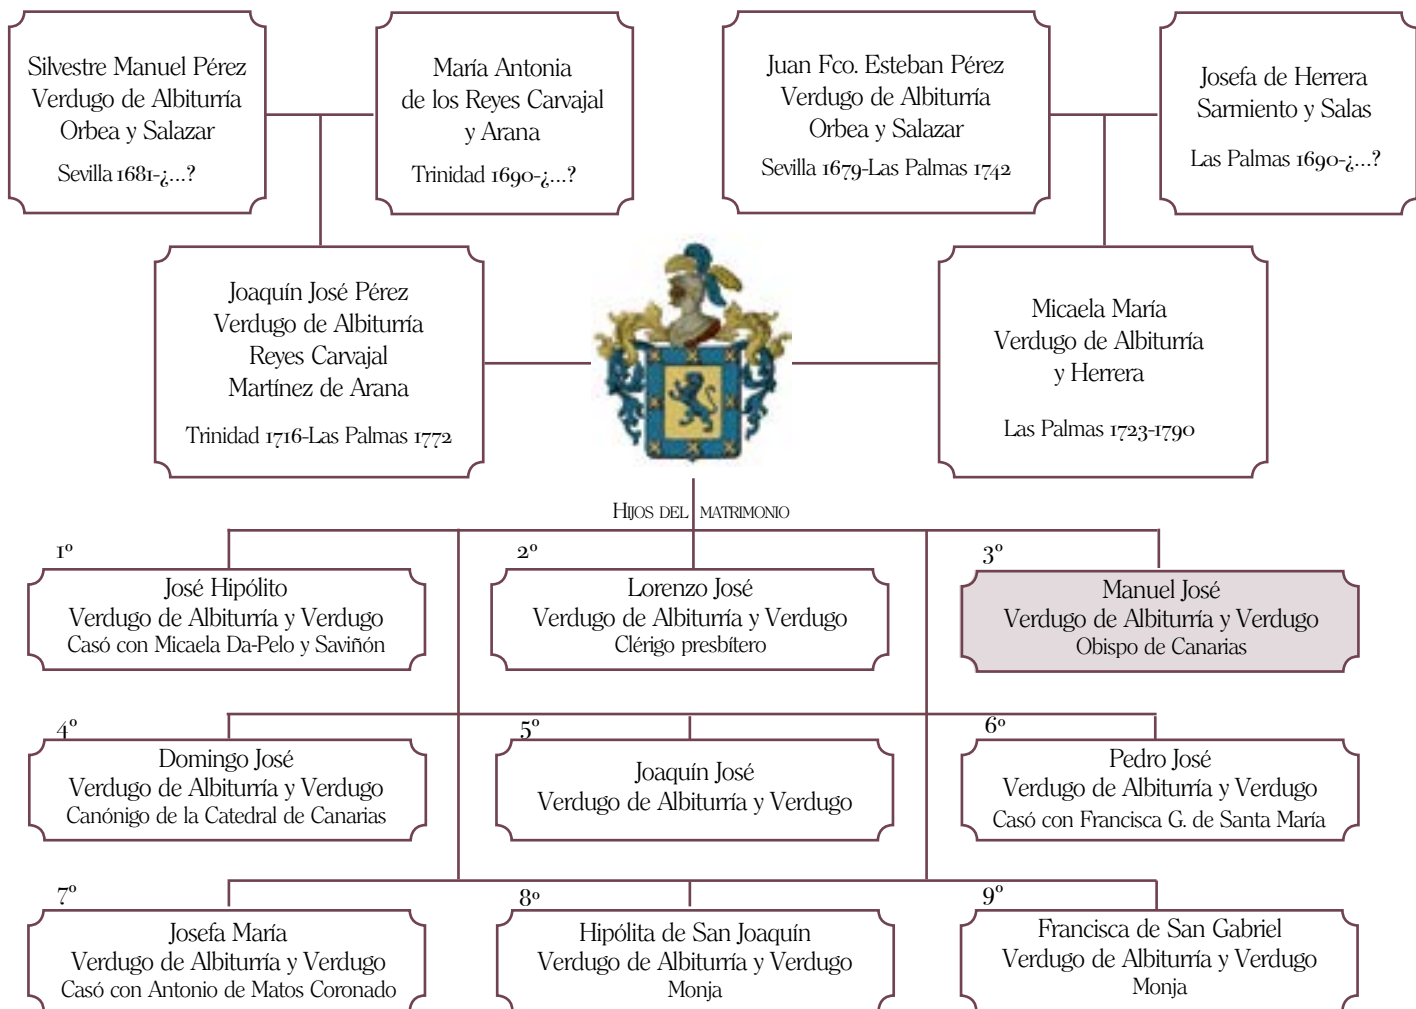 Silvestre Manuel Pérez
Verdugo de Albiturría
Orbea y Salazar
Sevilla 1681-¿...?
María Antonia
de los Reyes Carvajal
y Arana
Trinidad 1690-¿...?
Juan Fco. Esteban Pérez
Verdugo de Albiturría
Orbea y Salazar
Sevilla 1679-Las Palmas 1742
Josefa de Herrera
Sarmiento y Salas
Las Palmas 1690-¿...?
Joaquín José Pérez
Verdugo de Albiturría
Reyes Carvajal
Martínez de Arana
Trinidad 1716-Las Palmas 1772
Micaela María
Verdugo de Albiturría
y Herrera
Las Palmas 1723-1790
Hijos del matrimonio
1º
José Hipólito
Verdugo de Albiturría y Verdugo
Casó con Micaela Da-Pelo y Saviñón
2º
Lorenzo José
Verdugo de Albiturría y Verdugo
Clérigo presbítero
3º
Manuel José
Verdugo de Albiturría y Verdugo
Obispo de Canarias
4º
Domingo José
Verdugo de Albiturría y Verdugo
Canónigo de la Catedral de Canarias
5º
Joaquín José
Verdugo de Albiturría y Verdugo
6º
Pedro José
Verdugo de Albiturría y Verdugo
Casó con Francisca G. de Santa María
7º
Josefa María
Verdugo de Albiturría y Verdugo
Casó con Antonio de Matos Coronado
8º
Hipólita de San Joaquín
Verdugo de Albiturría y Verdugo
Monja
9º
Francisca de San Gabriel
Verdugo de Albiturría y Verdugo
Monja